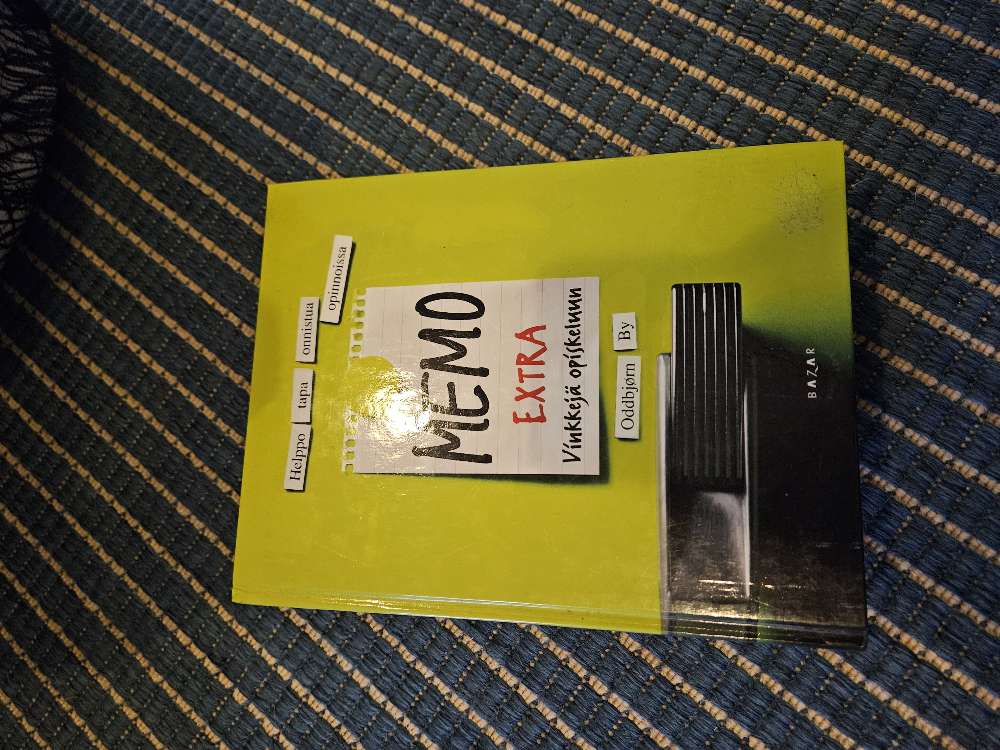 Helppo tapa onnistua opinnoissa
MEMO
EXTRA
Vinkkejä opiskeluun
Oddbjørn By
BAZAR